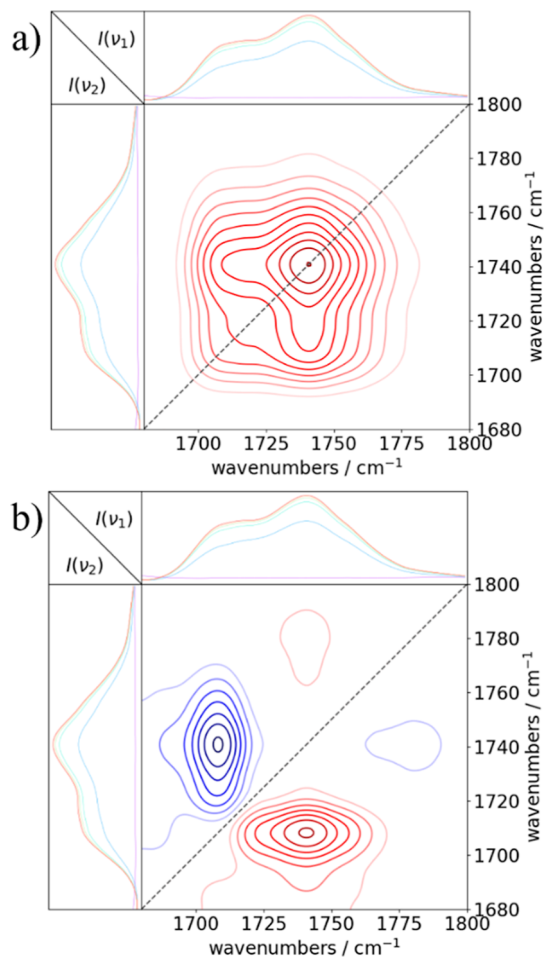 a)
I(ν₁)
I(ν₂)
1800
1780
1760
1740
1720
1700
1680
wavenumbers / cm⁻¹
1700 1725 1750 1775 1800
wavenumbers / cm⁻¹
b)
I(ν₁)
I(ν₂)
1800
1780
1760
1740
1720
1700
1680
wavenumbers / cm⁻¹
1700 1725 1750 1775 1800
wavenumbers / cm⁻¹